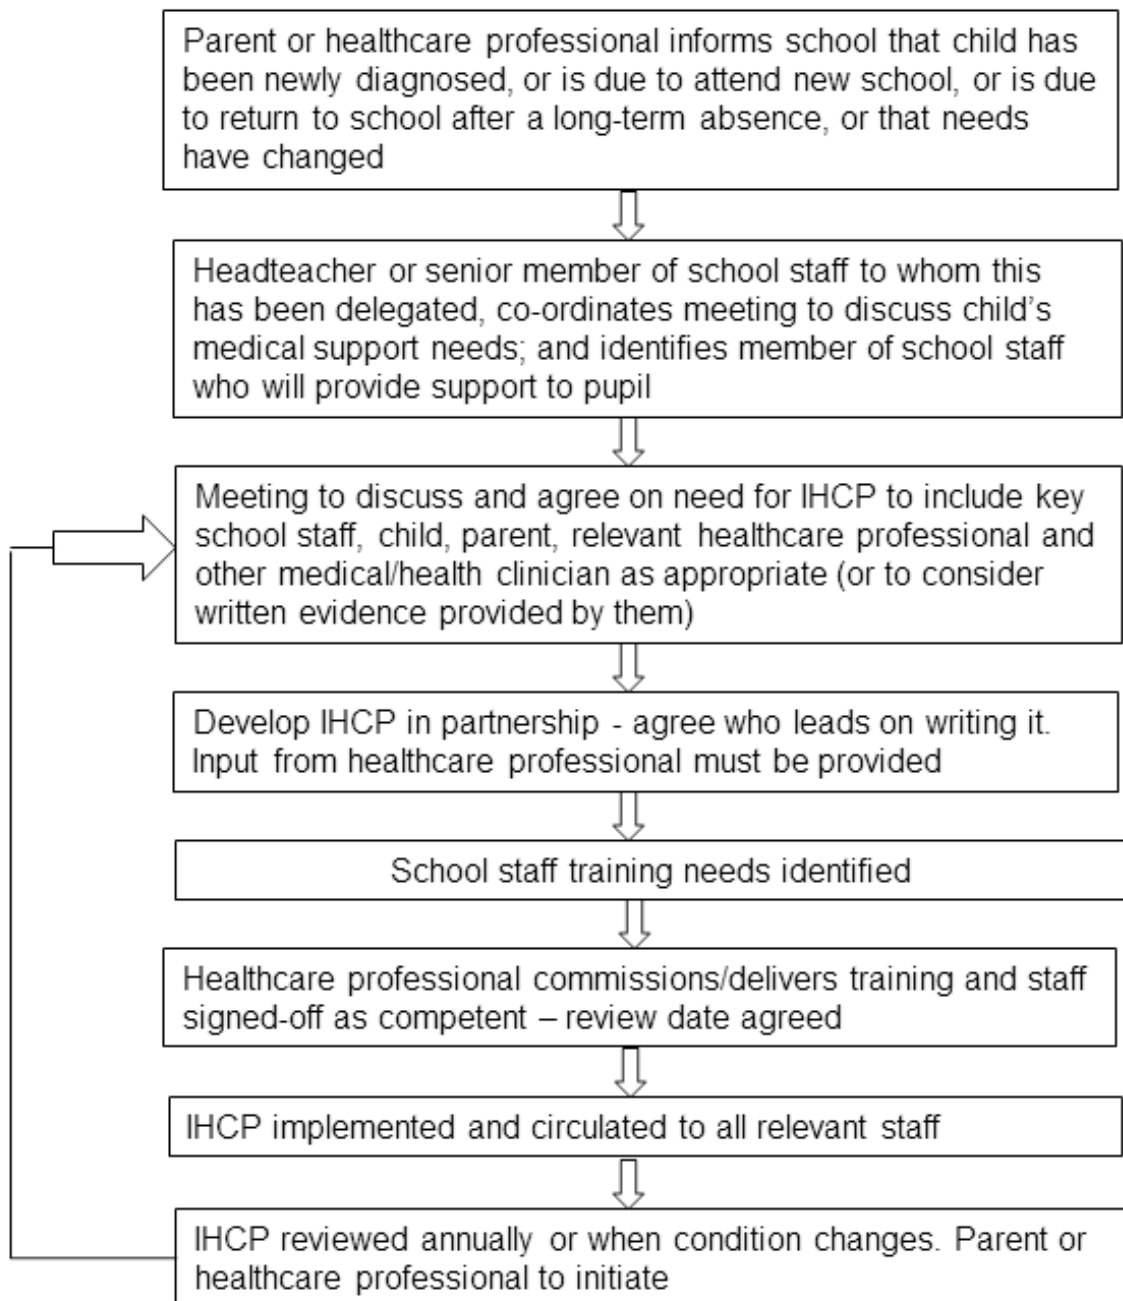 Parent or healthcare professional informs school that child has
been newly diagnosed, or is due to attend new school, or is due
to return to school after a long-term absence, or that needs
have changed
Headteacher or senior member of school staff to whom this
has been delegated, co-ordinates meeting to discuss child’s
medical support needs; and identifies member of school staff
who will provide support to pupil
Meeting to discuss and agree on need for IHCP to include key
school staff, child, parent, relevant healthcare professional and
other medical/health clinician as appropriate (or to consider
written evidence provided by them)
Develop IHCP in partnership - agree who leads on writing it.
Input from healthcare professional must be provided
School staff training needs identified
Healthcare professional commissions/delivers training and staff
signed-off as competent – review date agreed
IHCP implemented and circulated to all relevant staff
IHCP reviewed annually or when condition changes. Parent or
healthcare professional to initiate